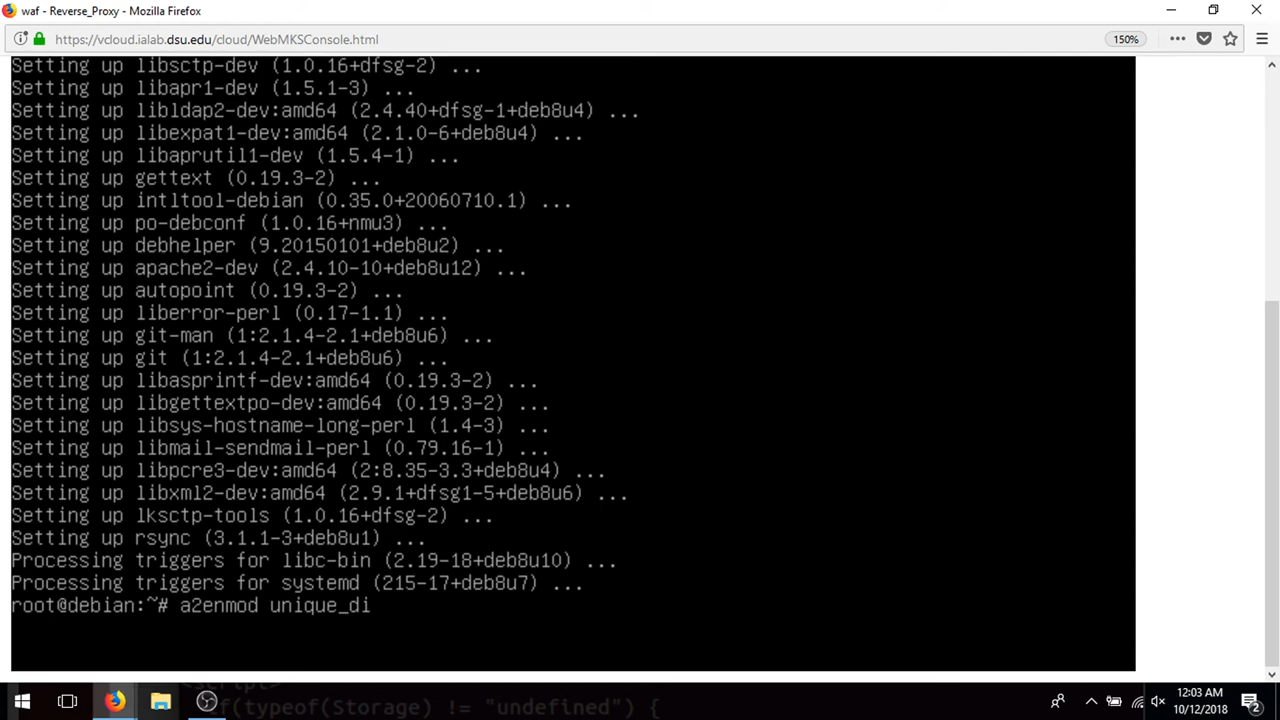 waf - Reverse_Proxy - Mozilla Firefox
https://vcloud.ialab.dsu.edu/cloud/WebMKSConsole.html
150%
Setting up libsctp-dev (1.0.16+dfsg-2) ...
Setting up libapr1-dev (1.5.1-3) ...
Setting up libldap2-dev:amd64 (2.4.40+dfsg-1+deb8u4) ...
Setting up libexpat1-dev:amd64 (2.1.0-6+deb8u4) ...
Setting up libaprutil1-dev (1.5.4-1) ...
Setting up gettext (0.19.3-2) ...
Setting up intltool-debian (0.35.0+20060710.1) ...
Setting up po-debconf (1.0.16+nmu3) ...
Setting up debhelper (9.20150101+deb8u2) ...
Setting up apache2-dev (2.4.10-10+deb8u12) ...
Setting up autopoint (0.19.3-2) ...
Setting up liberror-perl (0.17-1.1) ...
Setting up git-man (1:2.1.4-2.1+deb8u6) ...
Setting up git (1:2.1.4-2.1+deb8u6) ...
Setting up libasprintf-dev:amd64 (0.19.3-2) ...
Setting up libgettextpo-dev:amd64 (0.19.3-2) ...
Setting up libsys-hostname-long-perl (1.4-3) ...
Setting up libmail-sendmail-perl (0.79.16-1) ...
Setting up libpcre3-dev:amd64 (2:8.35-3.3+deb8u4) ...
Setting up libxml2-dev:amd64 (2.9.1+dfsg1-5+deb8u6) ...
Setting up lksctp-tools (1.0.16+dfsg-2) ...
Setting up rsync (3.1.1-3+deb8u1) ...
Processing triggers for libc-bin (2.19-18+deb8u10) ...
Processing triggers for systemd (215-17+deb8u7) ...
root@debian:~# a2enmod unique_di
<script>
if(typeof(Storage) != "undefined") {
12:03 AM
10/12/2018
2